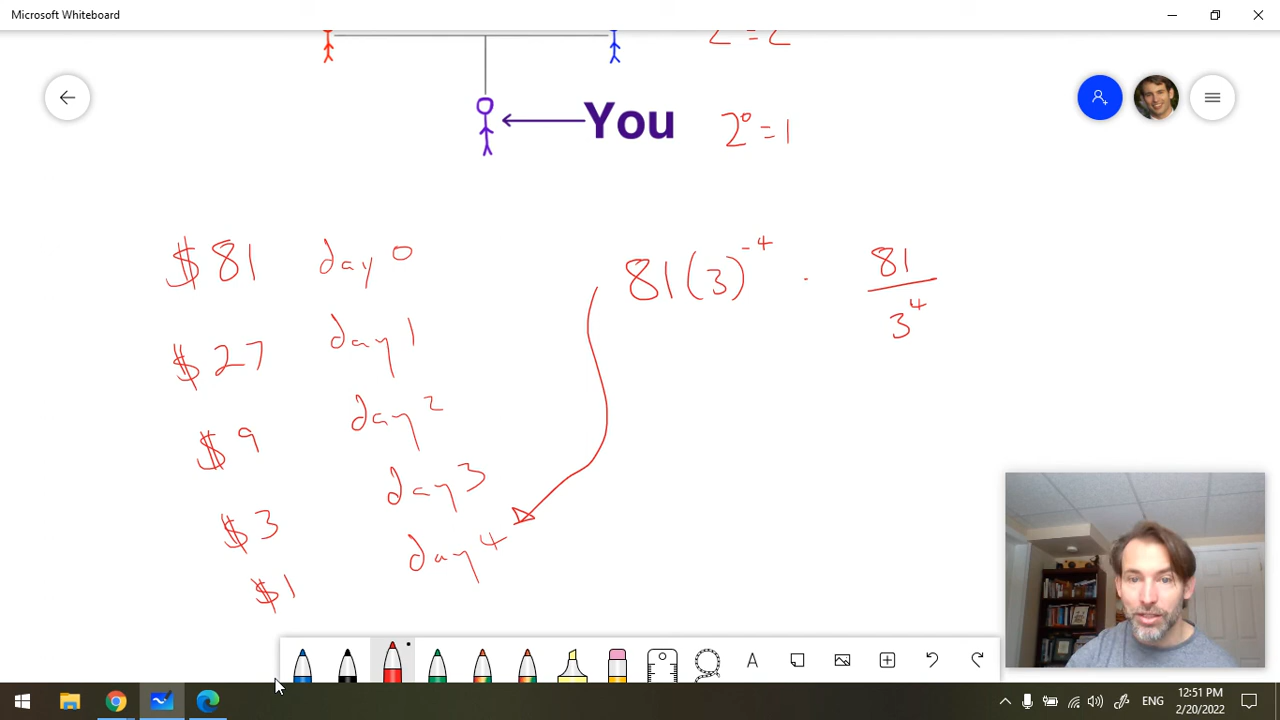 Microsoft Whiteboard
You
2⁰ = 1
$81 day 0
81(3)⁻⁴
81
3⁴
$27 day 1
$9 day 2
$3 day 3
$1 day 4
A
ENG
12:51 PM
2/20/2022